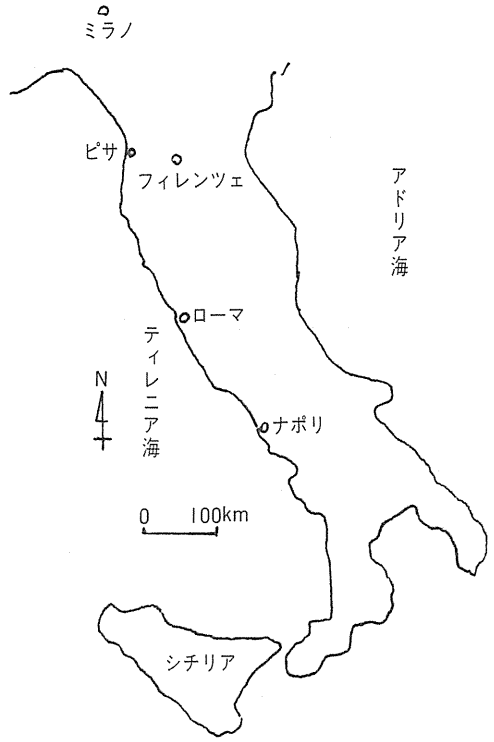 ミラノ
ピサ
フィレンツェ
アドリア海
ローマ
ティレニア海
N
ナポリ
0 100km
シチリア